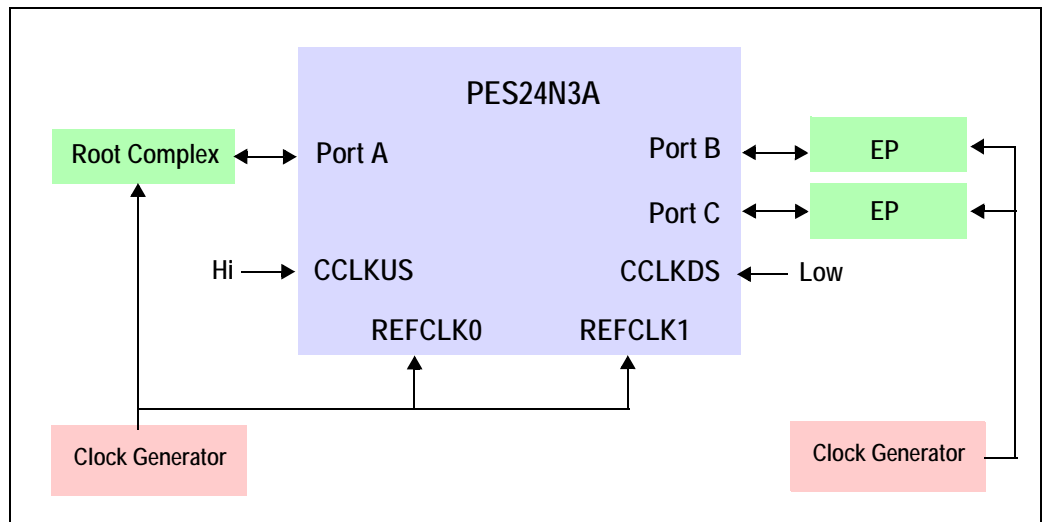 PES24N3A
Root Complex
Port A
Port B
EP
Port C
EP
Hi
CCLKUS
CCLKDS
Low
REFCLK0
REFCLK1
Clock Generator
Clock Generator